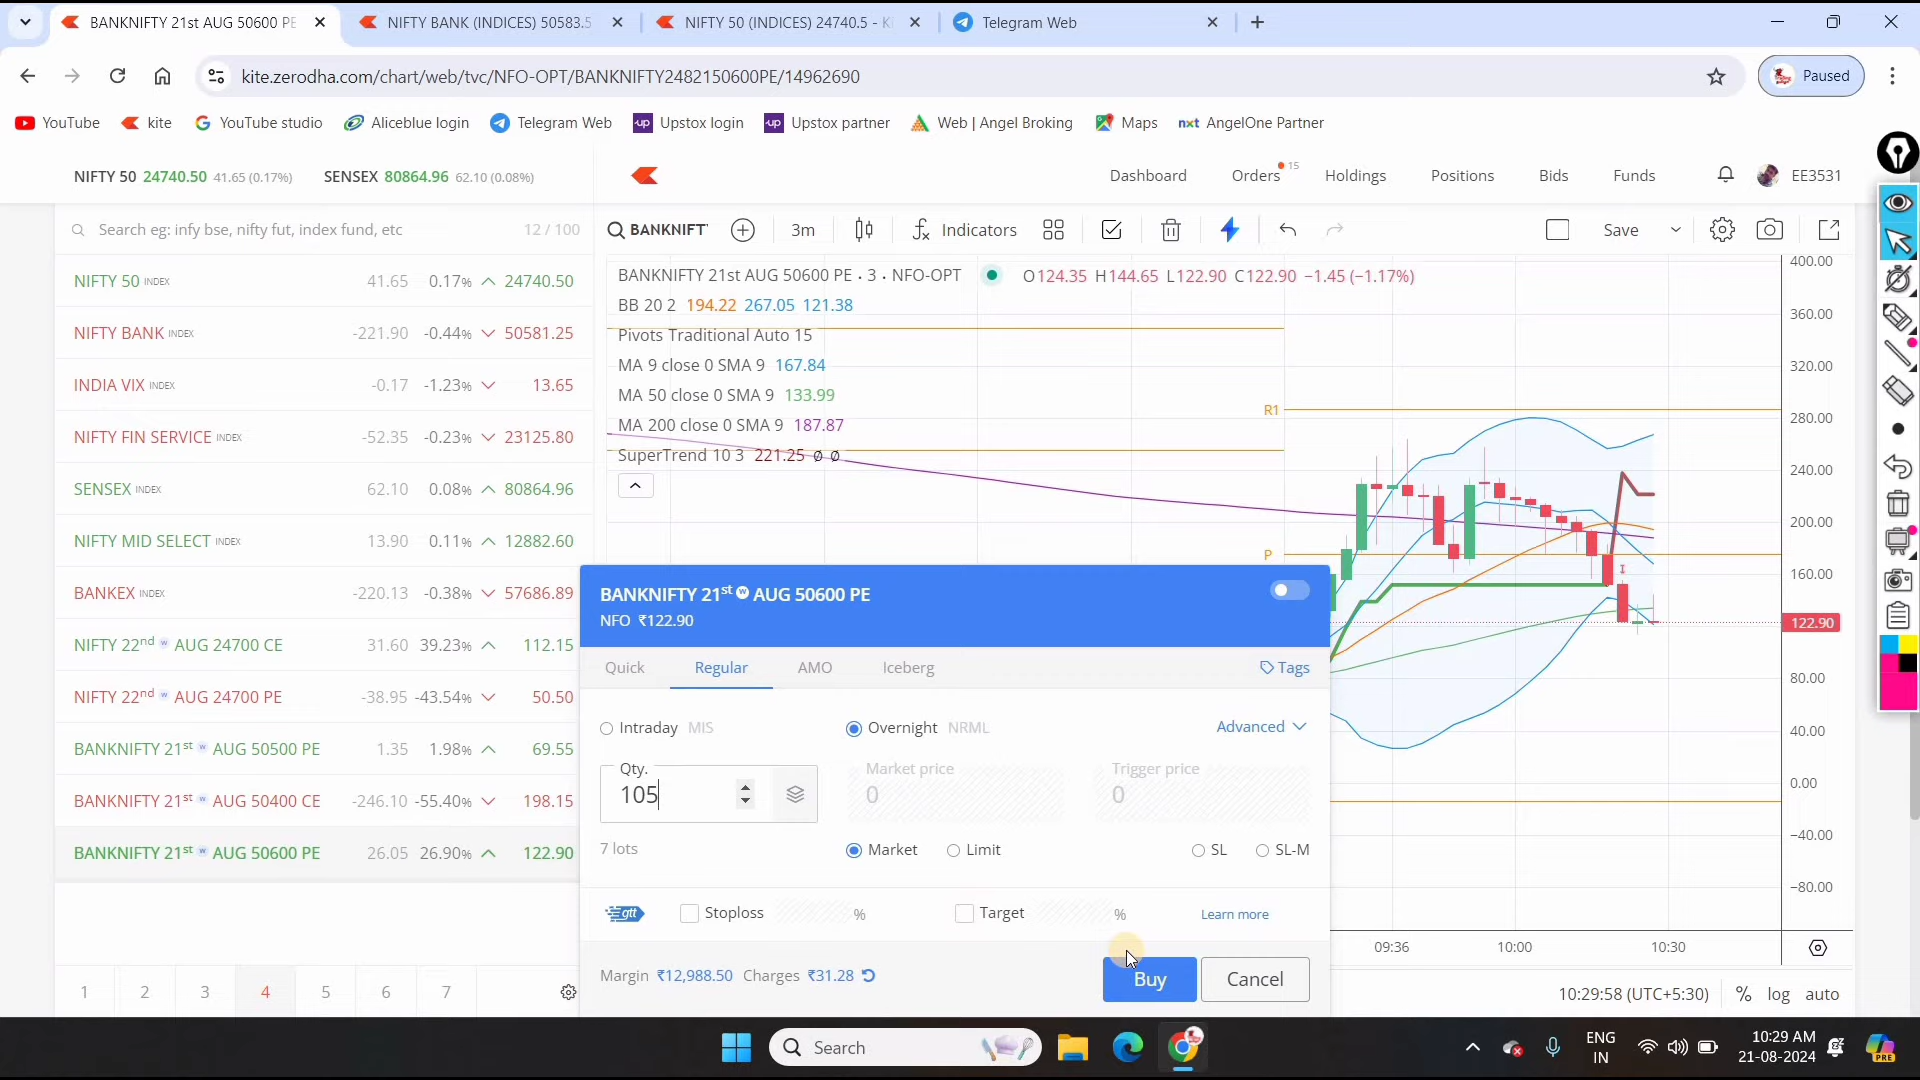 BANKNIFTY 21st AUG 50600 PE
NIFTY BANK (INDICES) 50583.5
NIFTY 50 (INDICES) 24740.5 - Ki
Telegram Web
kite.zerodha.com/chart/web/tvc/NFO-OPT/BANKNIFTY2482150600PE/14962690
Paused
YouTube
kite
YouTube studio
Aliceblue login
Telegram Web
up Upstox login
up Upstox partner
Web | Angel Broking
Maps
nxt AngelOne Partner
NIFTY 50 24740.50 41.65 (0.17%) SENSEX 80864.96 62.10 (0.08%)
Dashboard Orders 15 Holdings Positions Bids Funds EE3531
Search eg: infy bse, nifty fut, index fund, etc 12 / 100
BANKNIFT 3m Indicators Save
NIFTY 50 INDEX 41.65 0.17% 24740.50
NIFTY BANK INDEX -221.90 -0.44% 50581.25
INDIA VIX INDEX -0.17 -1.23% 13.65
NIFTY FIN SERVICE INDEX -52.35 -0.23% 23125.80
SENSEX INDEX 62.10 0.08% 80864.96
NIFTY MID SELECT INDEX 13.90 0.11% 12882.60
BANKEX INDEX -220.13 -0.38% 57686.89
NIFTY 22nd w AUG 24700 CE 31.60 39.23% 112.15
NIFTY 22nd w AUG 24700 PE -38.95 -43.54% 50.50
BANKNIFTY 21st w AUG 50500 PE 1.35 1.98% 69.55
BANKNIFTY 21st w AUG 50400 CE -246.10 -55.40% 198.15
BANKNIFTY 21st w AUG 50600 PE 26.05 26.90% 122.90
1 2 3 4 5 6 7
BANKNIFTY 21st AUG 50600 PE · 3 · NFO-OPT O124.35 H144.65 L122.90 C122.90 −1.45 (−1.17%)
BB 20 2 194.22 267.05 121.38
Pivots Traditional Auto 15
MA 9 close 0 SMA 9 167.84
MA 50 close 0 SMA 9 133.99
MA 200 close 0 SMA 9 187.87
SuperTrend 10 3 221.25 ø ø
R1
P
400.00
360.00
320.00
280.00
240.00
200.00
160.00
122.90
80.00
40.00
0.00
−40.00
−80.00
09:36 10:00 10:30
10:29:58 (UTC+5:30) % log auto
BANKNIFTY 21st w AUG 50600 PE
NFO ₹122.90
Quick Regular AMO Iceberg Tags
Intraday MIS Overnight NRML Advanced
Qty. Market price Trigger price
105 0 0
7 lots Market Limit SL SL-M
gtt Stoploss % Target % Learn more
Margin ₹12,988.50 Charges ₹31.28 Buy Cancel
Search
ENG
IN
10:29 AM
21-08-2024
PRE